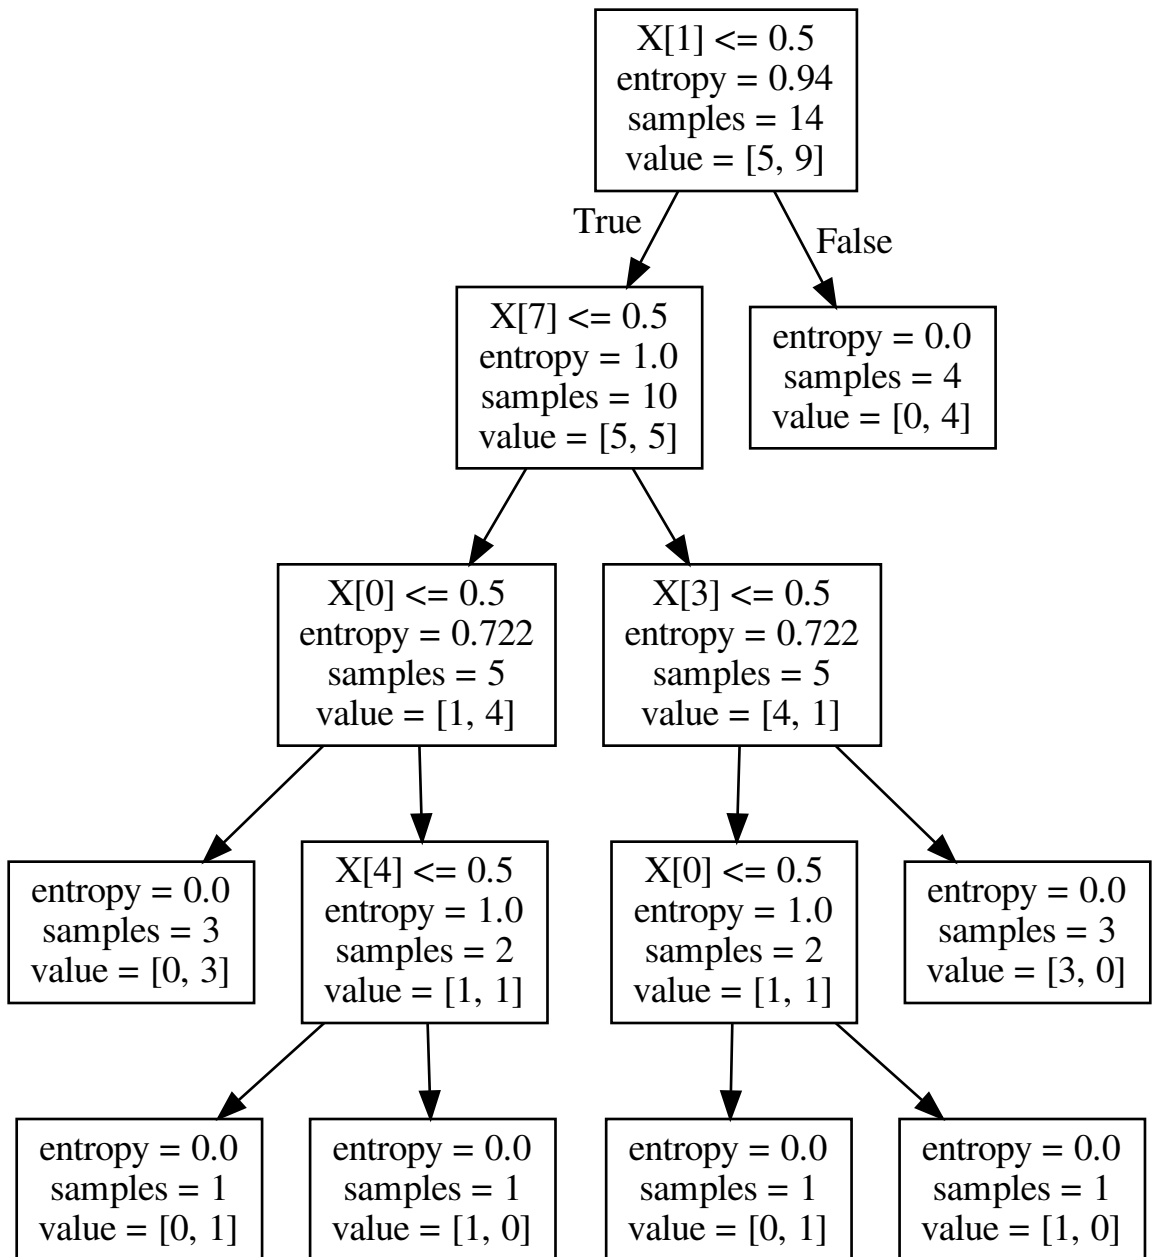 X[1] <= 0.5
entropy = 0.94
samples = 14
value = [5, 9]
True
False
X[7] <= 0.5
entropy = 1.0
samples = 10
value = [5, 5]
entropy = 0.0
samples = 4
value = [0, 4]
X[0] <= 0.5
entropy = 0.722
samples = 5
value = [1, 4]
X[3] <= 0.5
entropy = 0.722
samples = 5
value = [4, 1]
entropy = 0.0
samples = 3
value = [0, 3]
X[4] <= 0.5
entropy = 1.0
samples = 2
value = [1, 1]
X[0] <= 0.5
entropy = 1.0
samples = 2
value = [1, 1]
entropy = 0.0
samples = 3
value = [3, 0]
entropy = 0.0
samples = 1
value = [0, 1]
entropy = 0.0
samples = 1
value = [1, 0]
entropy = 0.0
samples = 1
value = [0, 1]
entropy = 0.0
samples = 1
value = [1, 0]